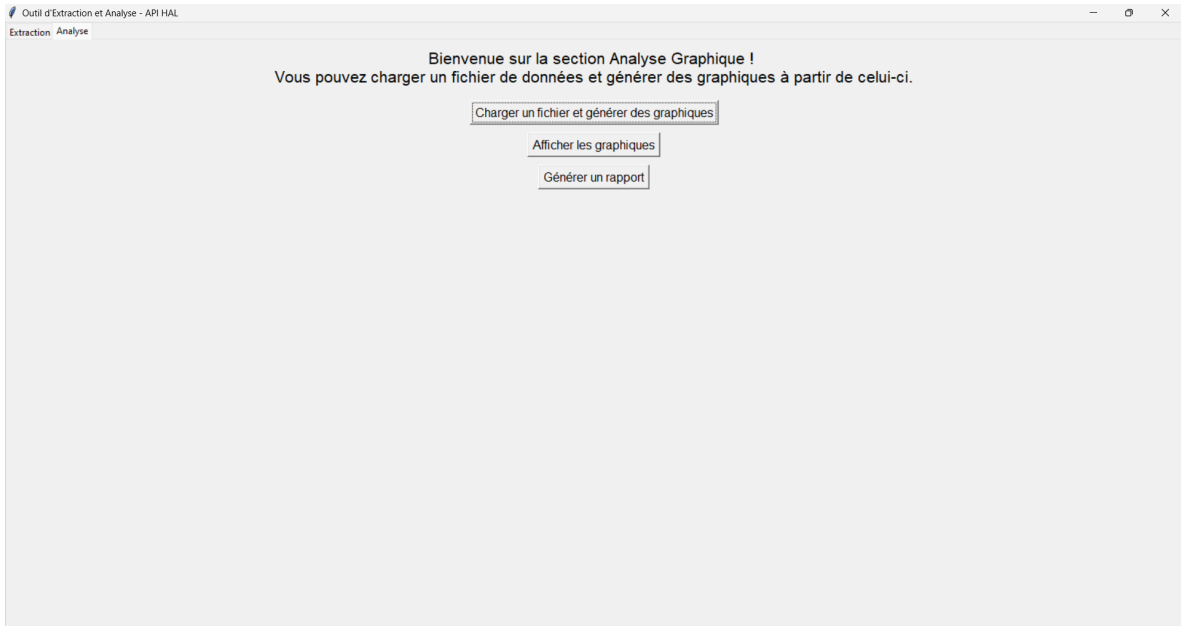 Outil d'Extraction et Analyse - API HAL
Extraction Analyse
Bienvenue sur la section Analyse Graphique !
Vous pouvez charger un fichier de données et générer des graphiques à partir de celui-ci.
Charger un fichier et générer des graphiques
Afficher les graphiques
Générer un rapport